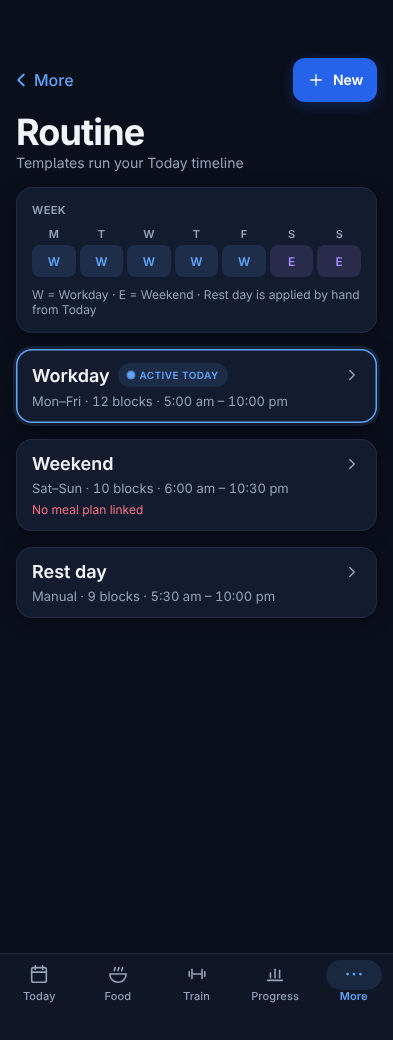 More
New
Routine
Templates run your Today timeline
WEEK
M T W T F S S
W W W W W E E
W = Workday · E = Weekend · Rest day is applied by hand
from Today
Workday ACTIVE TODAY
Mon–Fri · 12 blocks · 5:00 am – 10:00 pm
Weekend
Sat–Sun · 10 blocks · 6:00 am – 10:30 pm
No meal plan linked
Rest day
Manual · 9 blocks · 5:30 am – 10:00 pm
Today Food Train Progress More